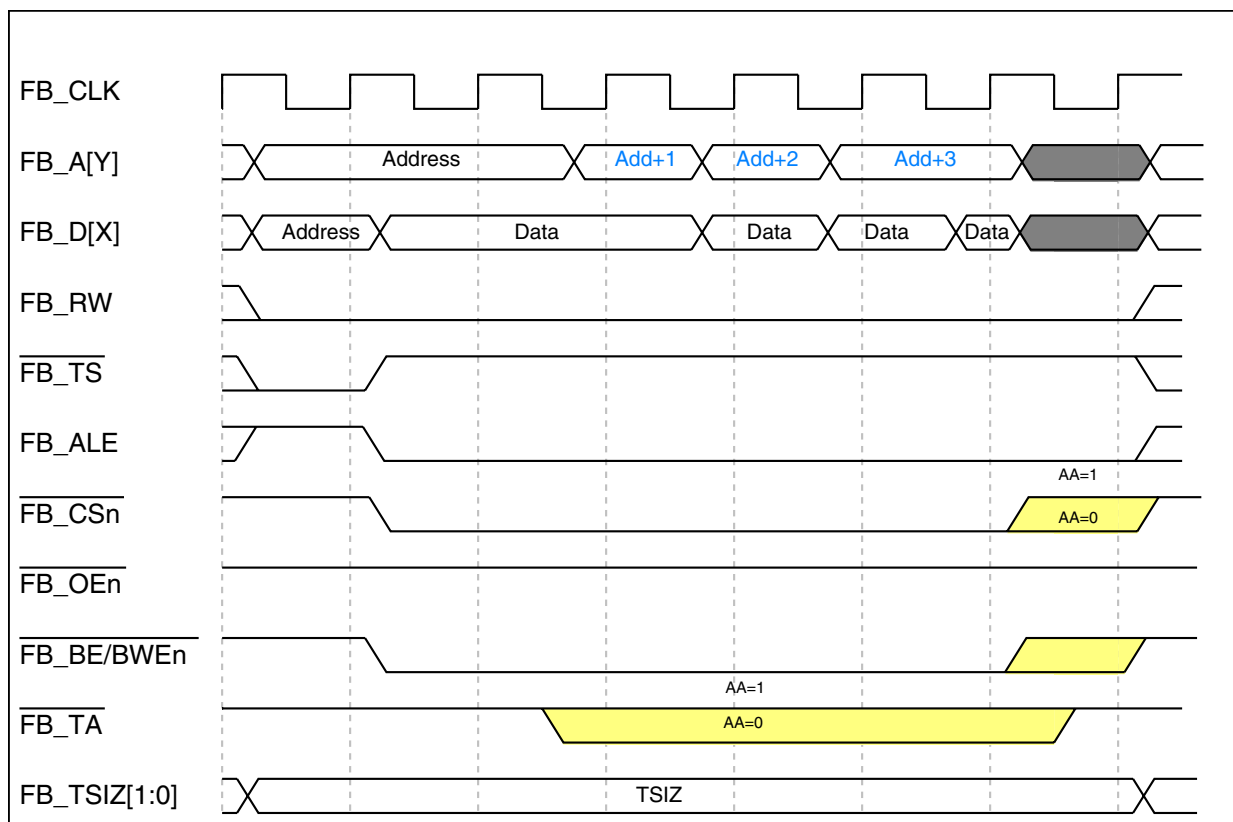 FB_CLK
FB_A[Y] Address Add+1 Add+2 Add+3
FB_D[X] Address Data Data Data Data
FB_RW
FB_TS
FB_ALE
AA=1
FB_CSn AA=0
FB_OEn
FB_BE/BWEn
AA=1
FB_TA AA=0
FB_TSIZ[1:0] TSIZ